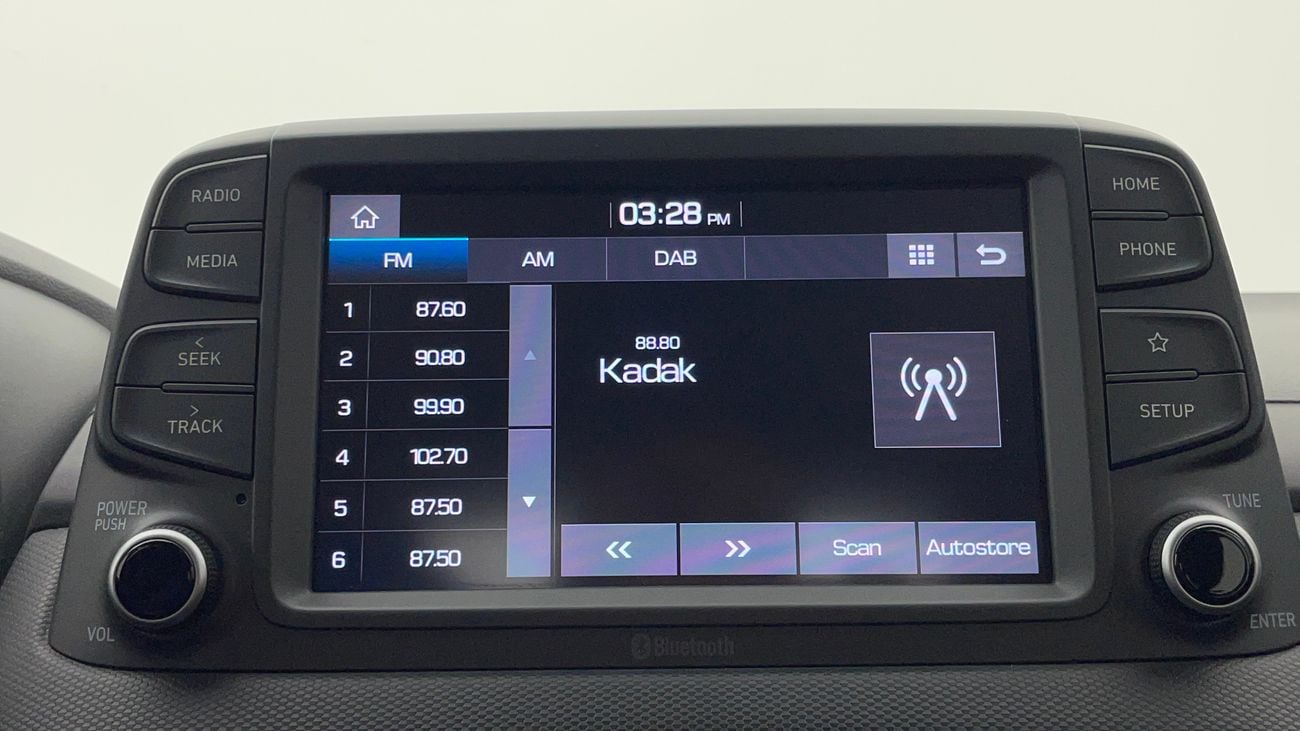 RADIO
MEDIA
<
SEEK
>
TRACK
POWER
PUSH
VOL
03:28 PM
FM AM DAB
1 87.60
2 90.80
3 99.90
4 102.70
5 87.50
6 87.50
88.80
Kadak
<< >> Scan Autostore
Bluetooth
HOME
PHONE
SETUP
TUNE
ENTER